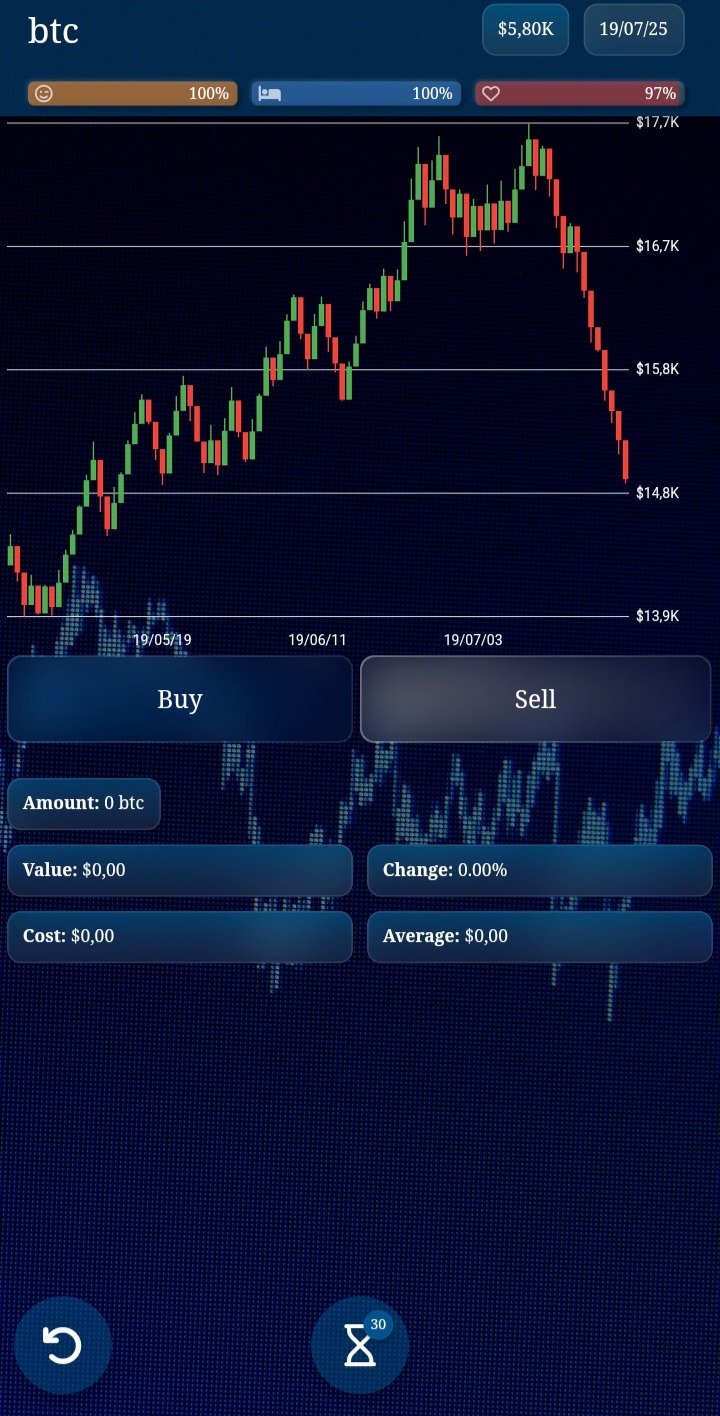 btc
$5,80K
19/07/25
100%
100%
97%
$17,7K
$16,7K
$15,8K
$14,8K
$13,9K
19/05/19
19/06/11
19/07/03
Buy
Sell
Amount: 0 btc
Value: $0,00
Change: 0.00%
Cost: $0,00
Average: $0,00
30